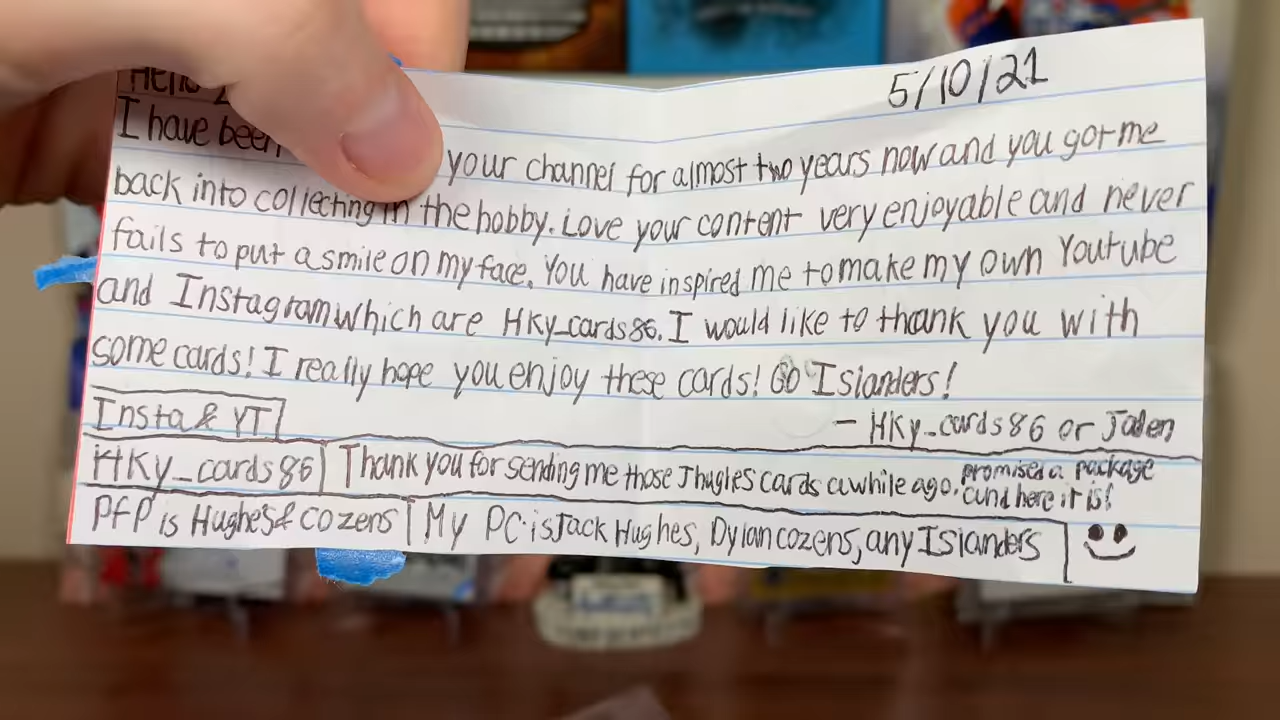 5/10/21
Hello
I have been your channel for almost two years now and you got me
back into collecting in the hobby. Love your content very enjoyable and never
fails to put a smile on my face. You have inspired me to make my own Youtube
and Instagram which are HKy_cards86. I would like to thank you with
some cards! I really hope you enjoy these cards! GO Islanders!
Insta & YT
- HKy_cards86 or Jaden
HKy_cards86
Thank you for sending me those Jhughes cards awhile ago. promised a package
and here it is!
PFP is Hughes & cozens
My PC is Jack Hughes, Dylan cozens, any Islanders